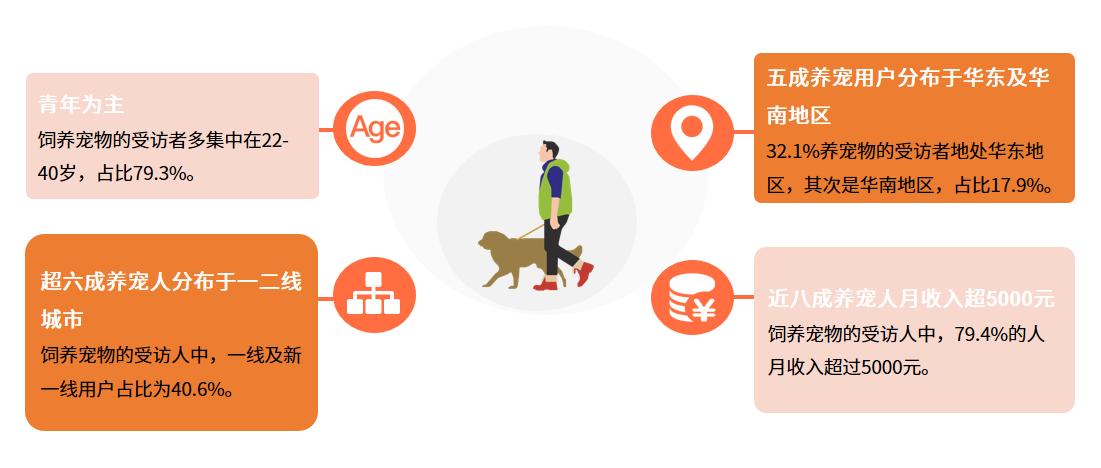 青年为主
饲养宠物的受访者多集中在22-
40岁，占比79.3%。
Age
五成养宠用户分布于华东及华
南地区
32.1%养宠物的受访者地处华东地
区，其次是华南地区，占比17.9%。
超六成养宠人分布于一二线
城市
饲养宠物的受访人中，一线及新
一线用户占比为40.6%。
¥
近八成养宠人月收入超5000元
饲养宠物的受访人中，79.4%的人
月收入超过5000元。